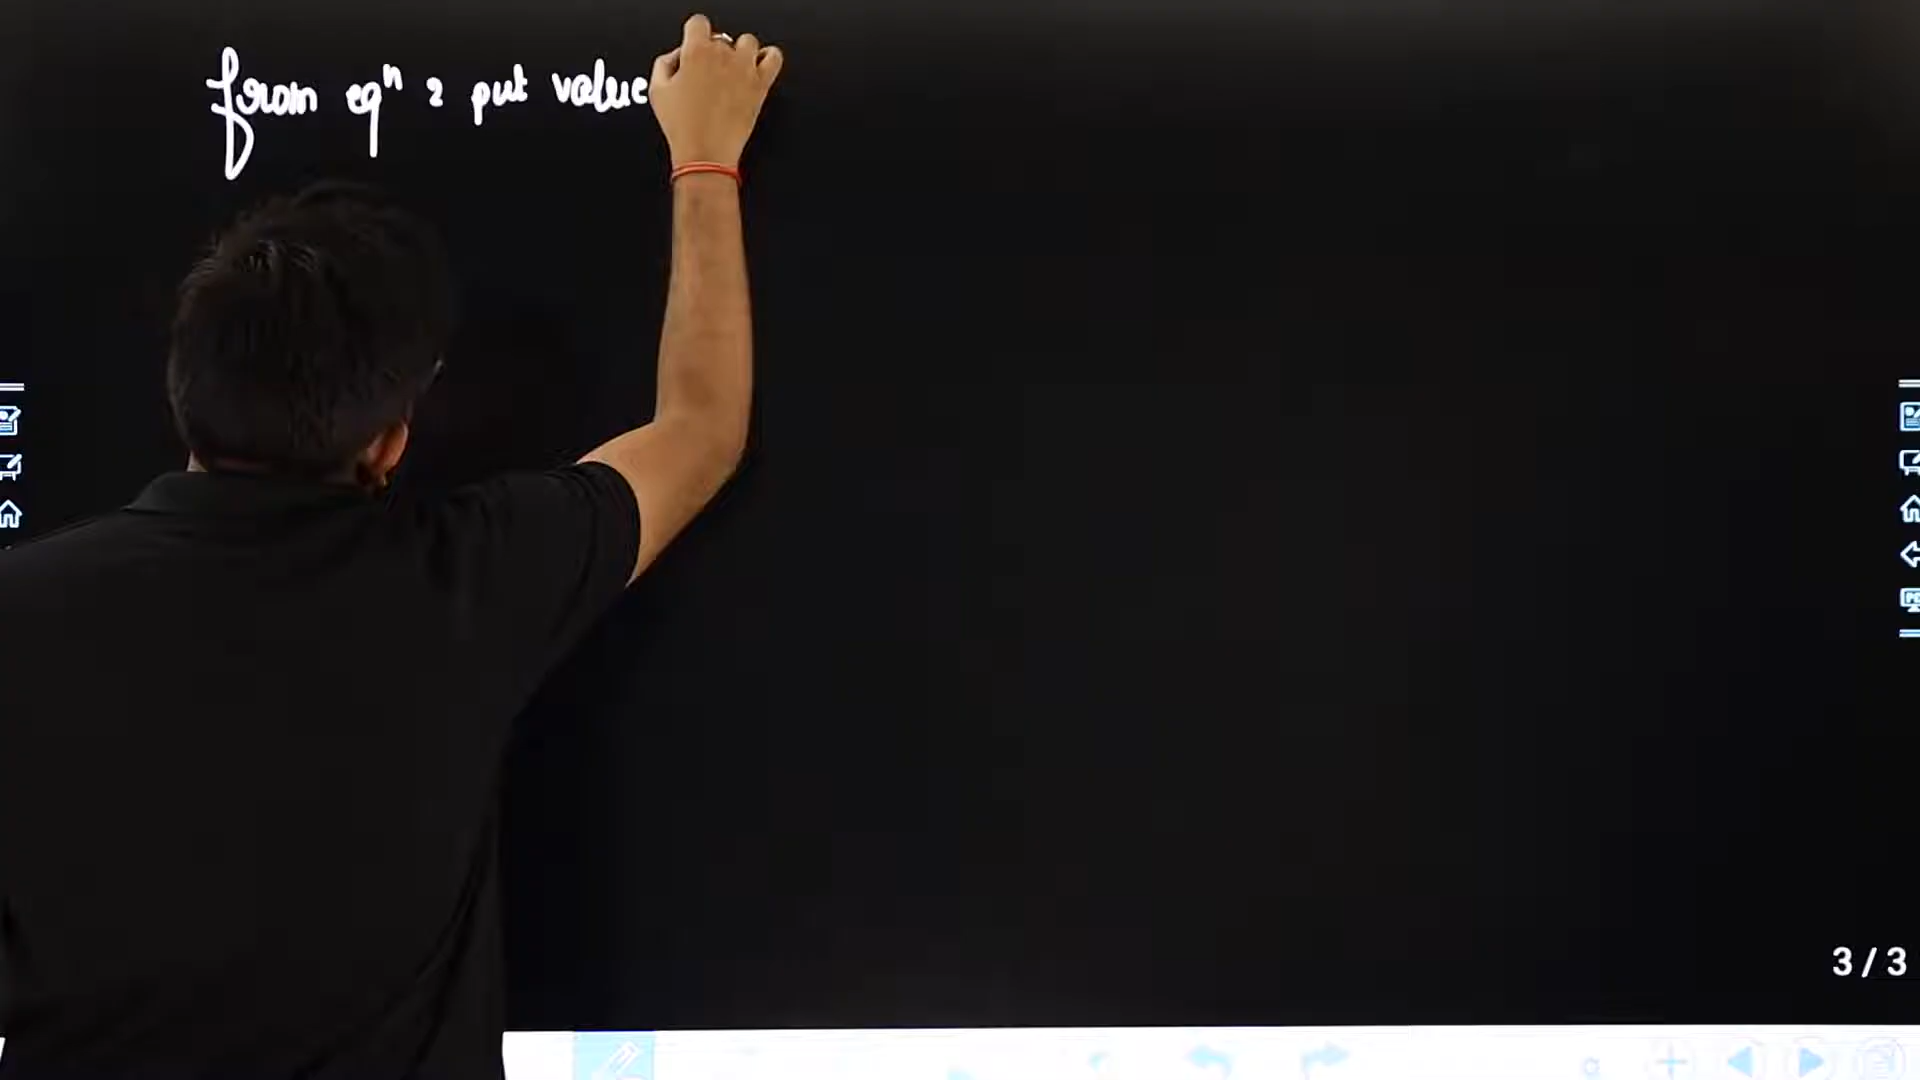 from eqⁿ 2 put value
3 / 3